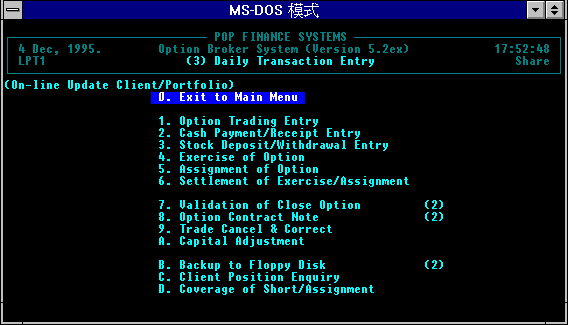 MS-DOS 模式
POP FINANCE SYSTEMS
4 Dec, 1995. Option Broker System (Version 5.2ex) 17:52:48
LPT1 (3) Daily Transaction Entry Share
(On-line Update Client/Portfolio)
0. Exit to Main Menu
1. Option Trading Entry
2. Cash Payment/Receipt Entry
3. Stock Deposit/Withdrawal Entry
4. Exercise of Option
5. Assignment of Option
6. Settlement of Exercise/Assignment
7. Validation of Close Option (2)
8. Option Contract Note (2)
9. Trade Cancel & Correct
A. Capital Adjustment
B. Backup to Floppy Disk (2)
C. Client Position Enquiry
D. Coverage of Short/Assignment